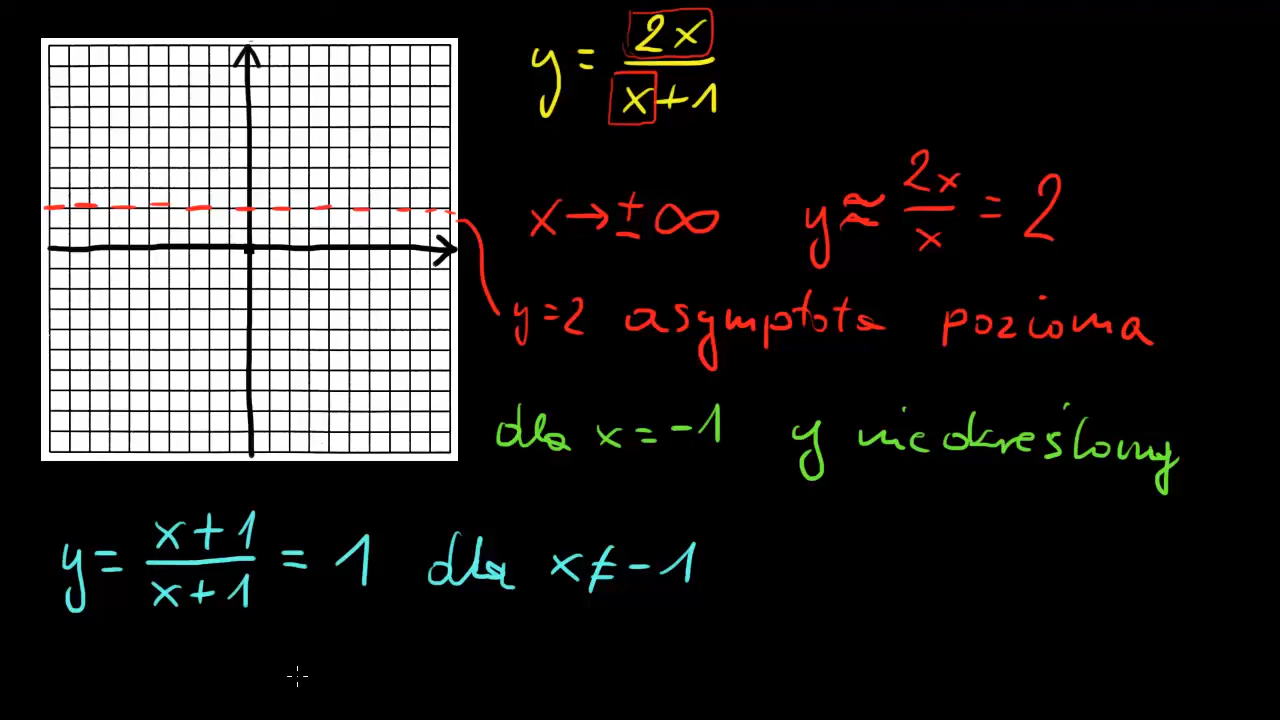 y = 2x / x+1
x → ± ∞ y ≈ 2x / x = 2
y = 2 asymptota pozioma
dla x = -1 y nieokreślony
y = x+1 / x+1 = 1 dla x ≠ -1